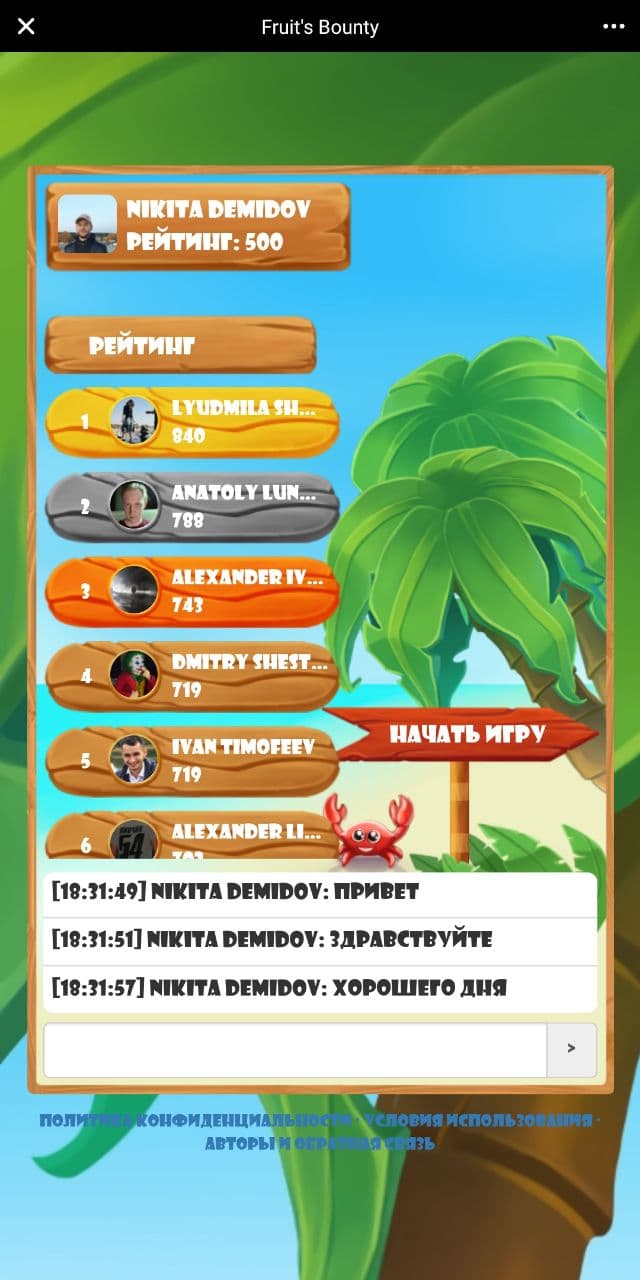 Fruit's Bounty
NIKITA DEMIDOV
РЕЙТИНГ: 500
РЕЙТИНГ
1
LYUDMILA SH...
840
2
ANATOLY LUN...
788
3
ALEXANDER IV...
743
4
DMITRY SHEST...
719
5
IVAN TIMOFEEV
719
НАЧАТЬ ИГРУ
6
ALEXANDER LI...
54
[18:31:49] NIKITA DEMIDOV: ПРИВЕТ
[18:31:51] NIKITA DEMIDOV: ЗДРАВСТВУЙТЕ
[18:31:57] NIKITA DEMIDOV: ХОРОШЕГО ДНЯ
>
ПОЛИТИКА КОНФИДЕНЦИАЛЬНОСТИ · УСЛОВИЯ ИСПОЛЬЗОВАНИЯ ·
АВТОРЫ И ОБРАТНАЯ СВЯЗЬ